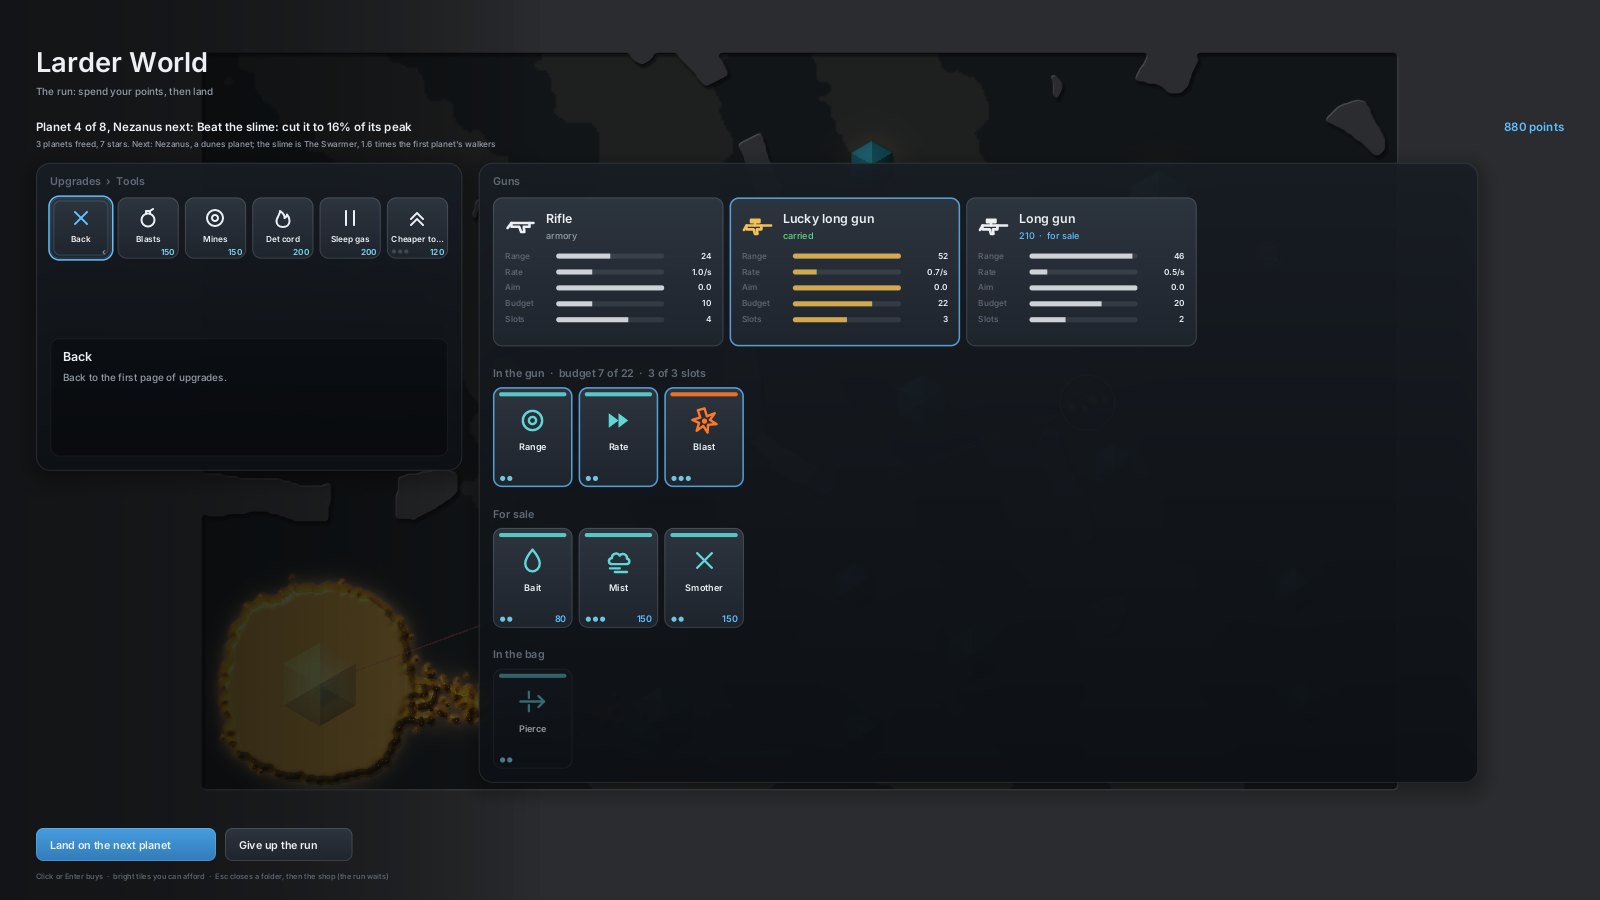 Larder World
The run: spend your points, then land
Planet 4 of 8, Nezanus next: Beat the slime: cut it to 16% of its peak
880 points
3 planets freed, 7 stars. Next: Nezanus, a dunes planet; the slime is The Swarmer, 1.6 times the first planet's walkers
Upgrades › Tools
Back
Blasts
150
Mines
150
Det cord
200
Sleep gas
200
Cheaper to...
120
Back
Back to the first page of upgrades.
Guns
Rifle
armory
Range 24
Rate 1.0/s
Aim 0.0
Budget 10
Slots 4
Lucky long gun
carried
Range 52
Rate 0.7/s
Aim 0.0
Budget 22
Slots 3
Long gun
210 · for sale
Range 46
Rate 0.5/s
Aim 0.0
Budget 20
Slots 2
In the gun · budget 7 of 22 · 3 of 3 slots
Range
Rate
Blast
For sale
Bait
80
Mist
150
Smother
150
In the bag
Pierce
Land on the next planet
Give up the run
Click or Enter buys · bright tiles you can afford · Esc closes a folder, then the shop (the run waits)